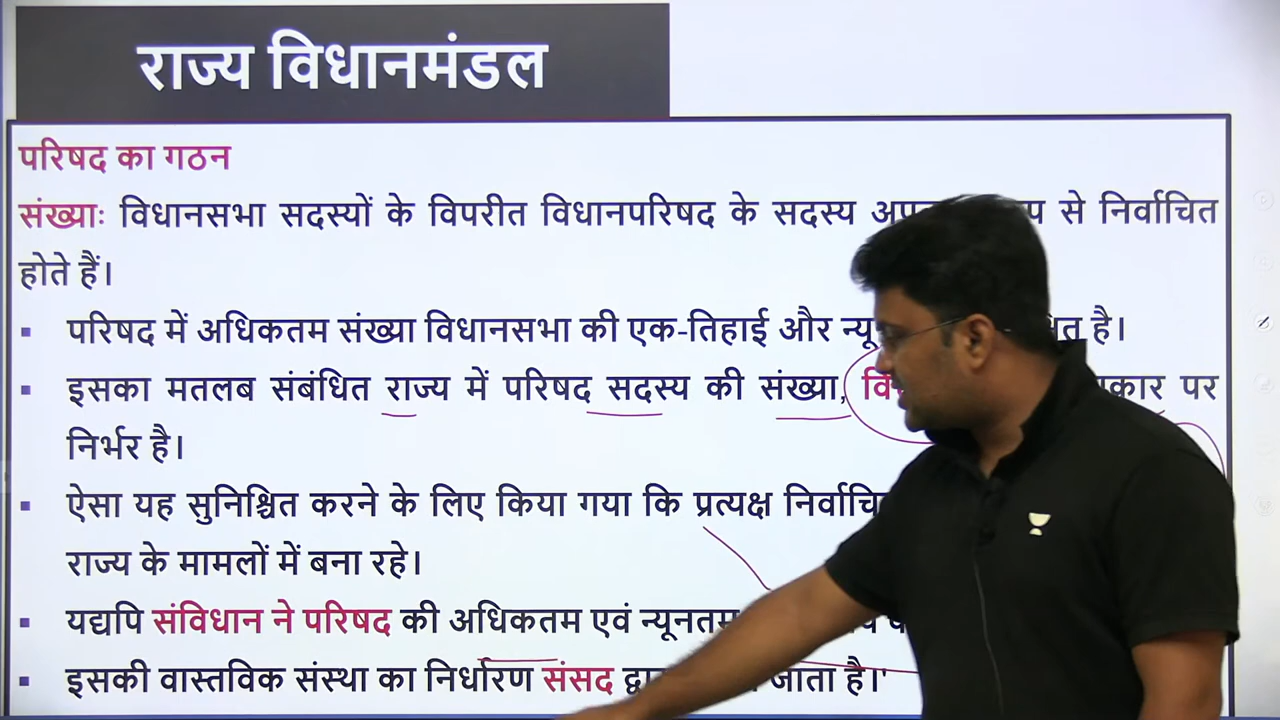 राज्य विधानमंडल
परिषद का गठन
संख्याः विधानसभा सदस्यों के विपरीत विधानपरिषद के सदस्य से निर्वाचित
होते हैं।
परिषद में अधिकतम संख्या विधानसभा की एक-तिहाई और है।
इसका मतलब संबंधित राज्य में परिषद सदस्य की संख्या, पर
निर्भर है।
ऐसा यह सुनिश्चित करने के लिए किया गया कि प्रत्यक्ष
राज्य के मामलों में बना रहे।
यद्यपि संविधान ने परिषद की अधिकतम एवं न्यूनतम
इसकी वास्तविक संस्था का निर्धारण संसद जाता है।'